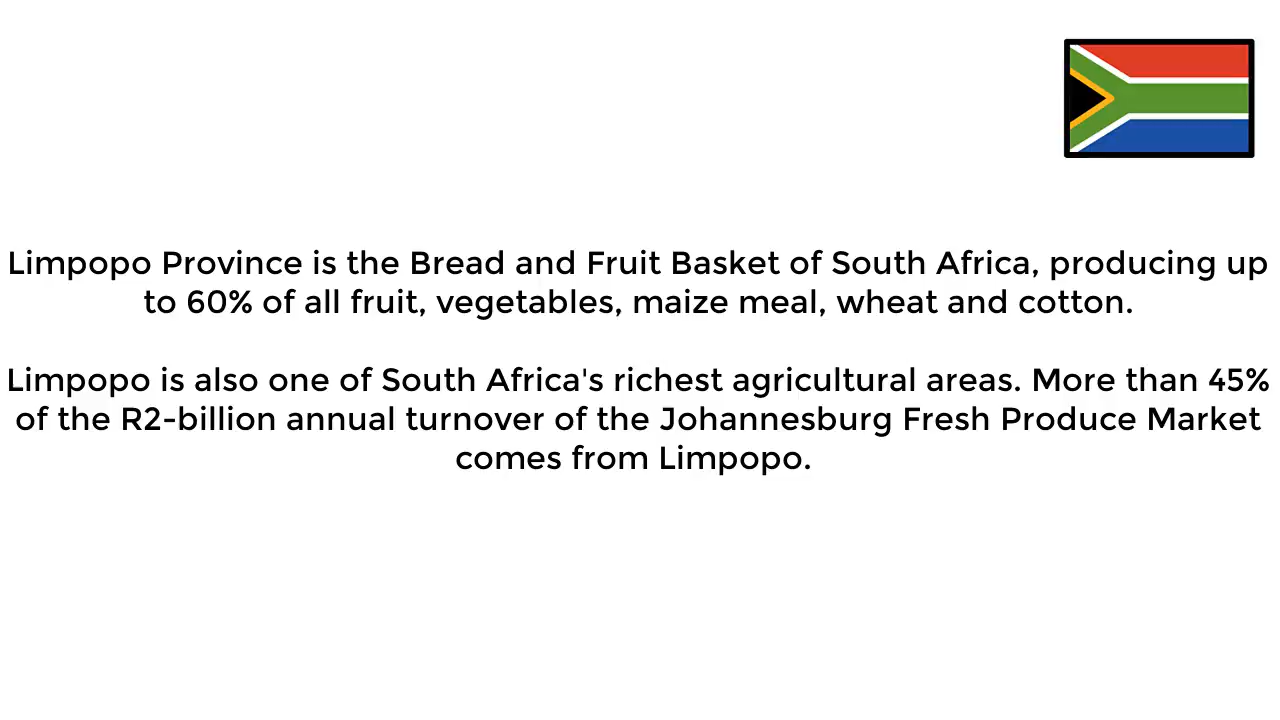 Limpopo Province is the Bread and Fruit Basket of South Africa, producing up
to 60% of all fruit, vegetables, maize meal, wheat and cotton.
Limpopo is also one of South Africa's richest agricultural areas. More than 45%
of the R2-billion annual turnover of the Johannesburg Fresh Produce Market
comes from Limpopo.